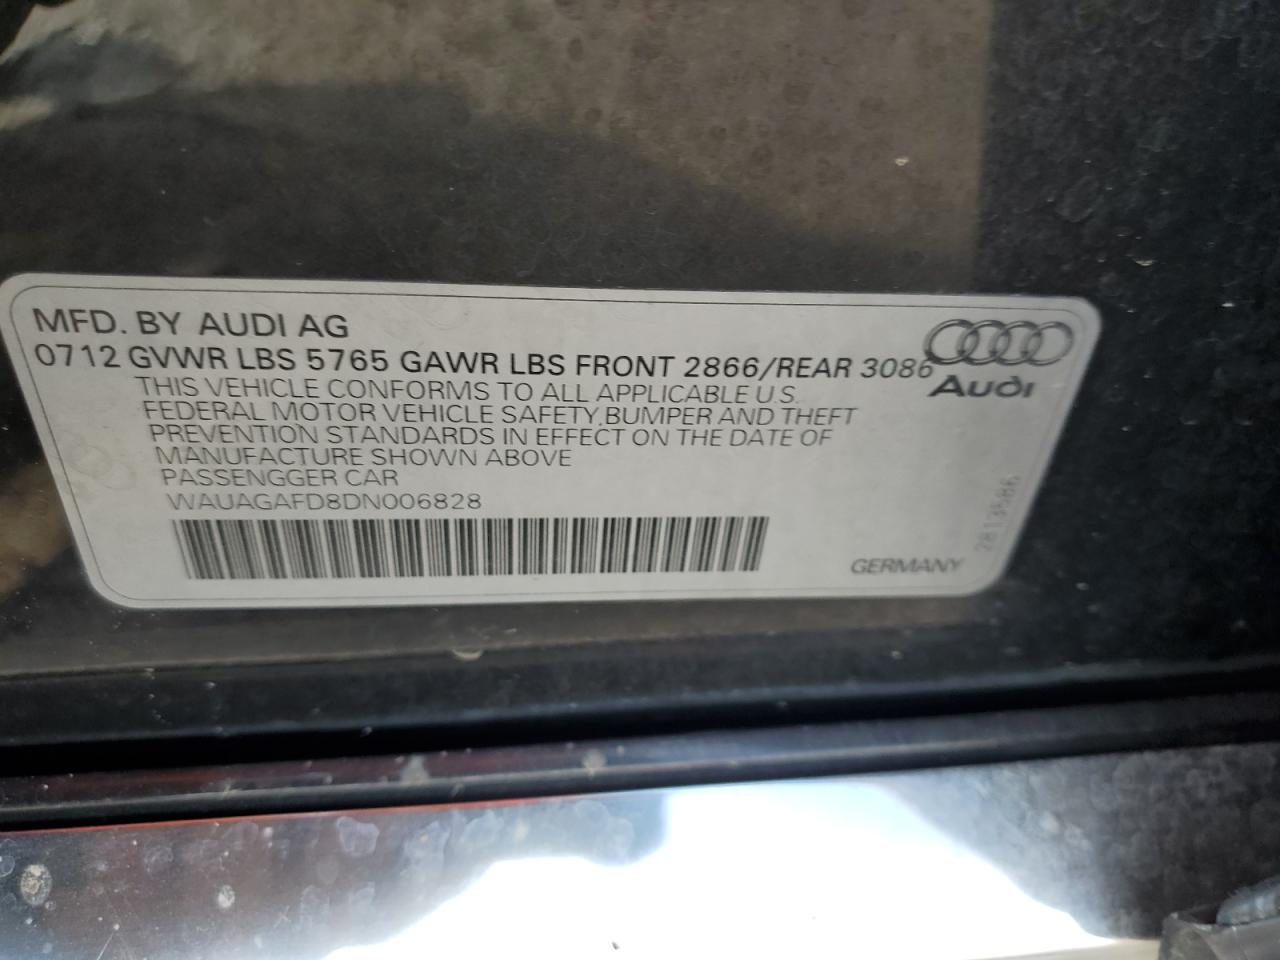 MFD. BY AUDI AG
0712 GVWR LBS 5765 GAWR LBS FRONT 2866/REAR 3086
Audi
THIS VEHICLE CONFORMS TO ALL APPLICABLE U.S.
FEDERAL MOTOR VEHICLE SAFETY, BUMPER AND THEFT
PREVENTION STANDARDS IN EFFECT ON THE DATE OF
MANUFACTURE SHOWN ABOVE
PASSENGGER CAR
WAUAGAFD8DN006828
GERMANY
2813586